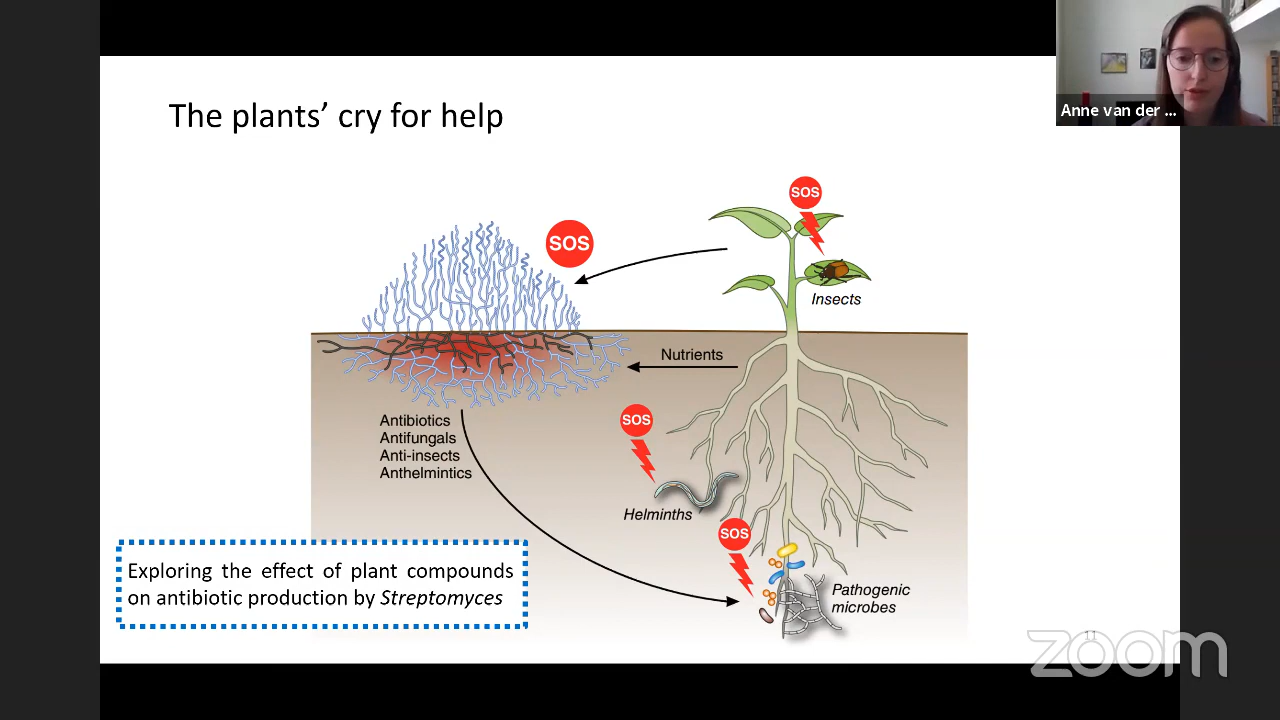 Anne van der ...
The plants’ cry for help
SOS
SOS
Insects
Nutrients
SOS
Antibiotics
Antifungals
Anti-insects
Anthelmintics
Helminths
SOS
Exploring the effect of plant compounds
on antibiotic production by Streptomyces
Pathogenic
microbes
11
zoom